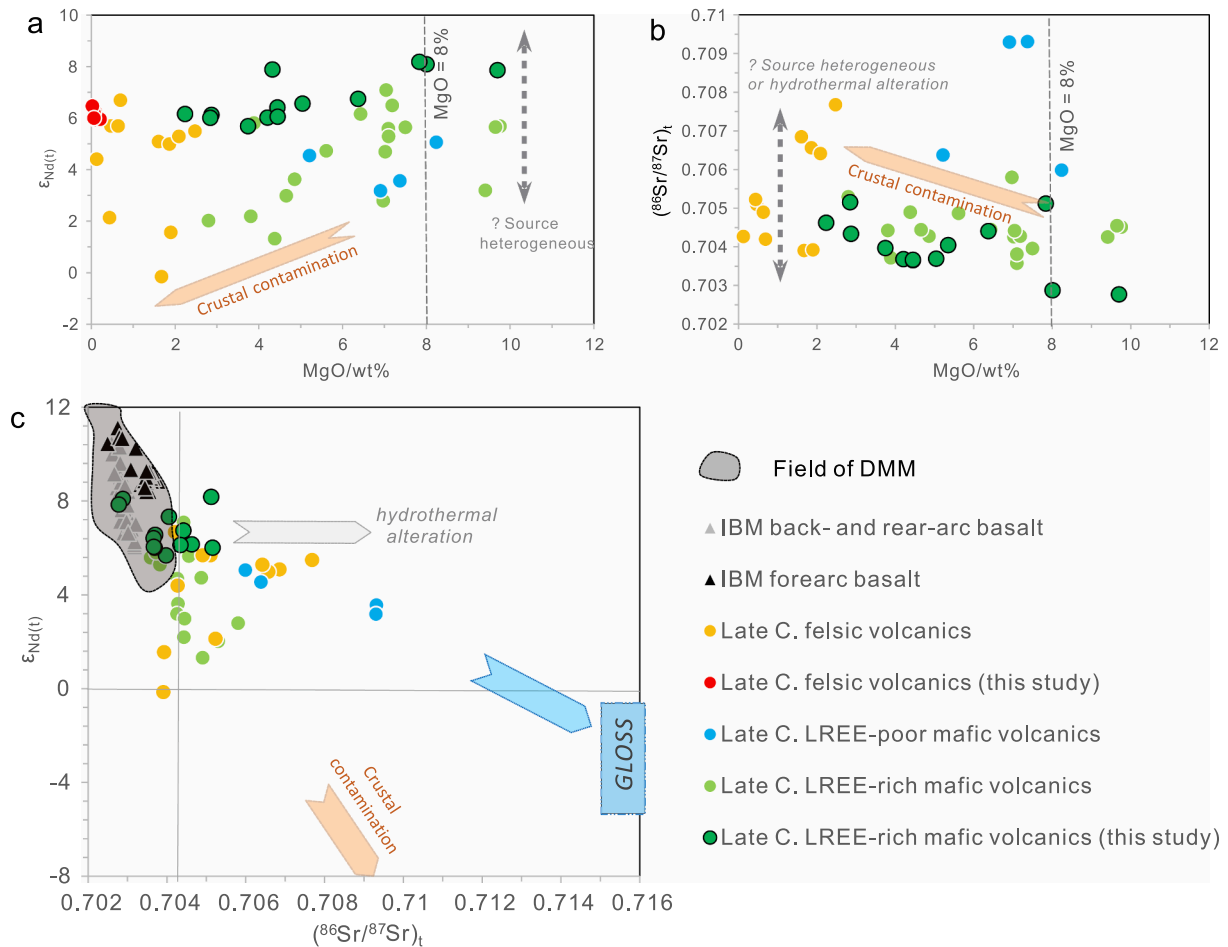 a
10
8
6
4
2
0
-2
εNd(t)
0
2
4
6
8
10
12
MgO/wt%
MgO = 8%
? Source
heterogeneous
Crustal contamination
b
0.71
0.709
0.708
0.707
0.706
0.705
0.704
0.703
0.702
(86Sr/87Sr)t
0
2
4
6
8
10
12
MgO/wt%
? Source heterogeneous
or hydrothermal alteration
MgO = 8%
Crustal contamination
c
12
8
4
0
-4
-8
εNd(t)
0.702
0.704
0.706
0.708
0.71
0.712
0.714
0.716
(86Sr/87Sr)t
hydrothermal
alteration
Crustal
contamination
GLOSS
Field of DMM
IBM back- and rear-arc basalt
IBM forearc basalt
Late C. felsic volcanics
Late C. felsic volcanics (this study)
Late C. LREE-poor mafic volcanics
Late C. LREE-rich mafic volcanics
Late C. LREE-rich mafic volcanics (this study)